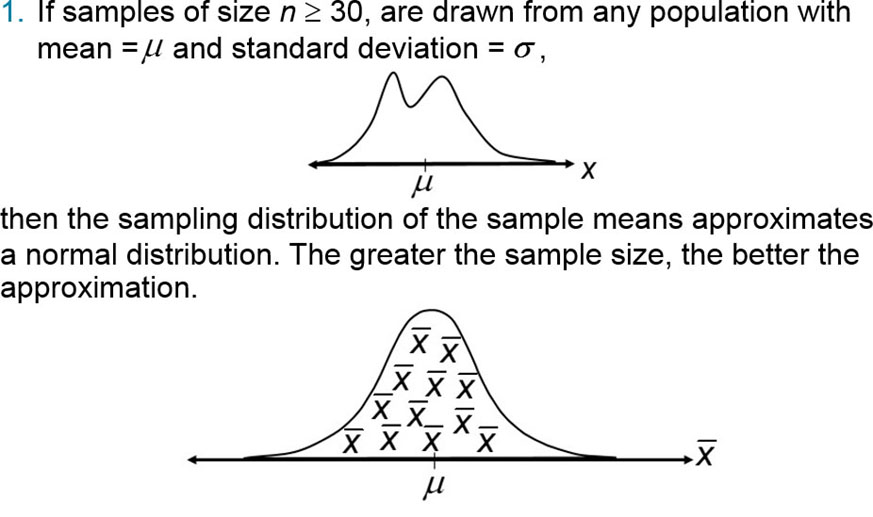 1. If samples of size n ≥ 30, are drawn from any population with
mean = μ and standard deviation = σ,
x
μ
then the sampling distribution of the sample means approximates
a normal distribution. The greater the sample size, the better the
approximation.
x̅ x̅
x̅ x̅ x̅
x̅ x̅ x̅
x̅ x̅ x̅ x̅
x̅
μ